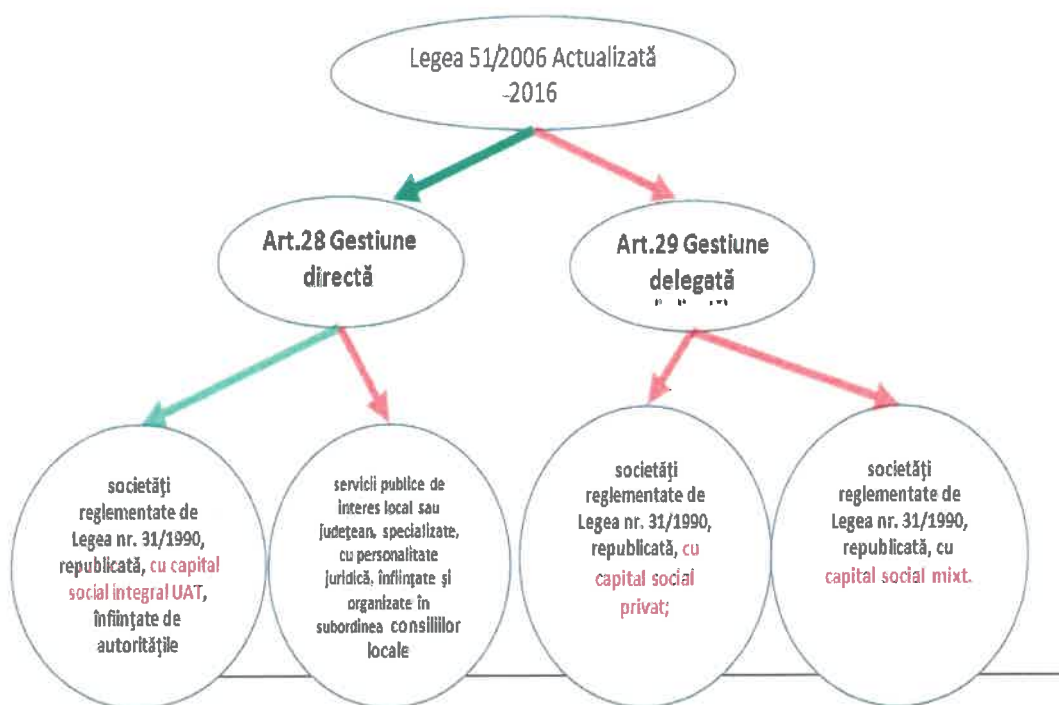 Legea 51/2006 Actualizată
-2016
Art.28 Gestiune
directă
Art.29 Gestiune
delegată
societăţi
reglementate de
Legea nr. 31/1990,
republicată, cu capital
social integral UAT,
înfiinţate de
autorităţile
servicii publice de
interes local sau
judeţean, specializate,
cu personalitate
juridică, înfiinţate şi
organizate în
subordinea consiliilor
locale
societăţi
reglementate de
Legea nr. 31/1990,
republicată, cu
capital social
privat;
societăţi
reglementate de
Legea nr. 31/1990,
republicată, cu
capital social mixt.